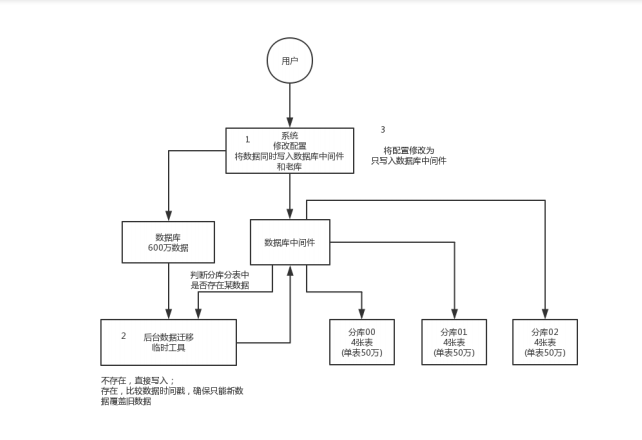 用户
1
系统
修改配置
将数据同时写入数据库中间件
和老库
3
将配置修改为
只写入数据库中间件
数据库
600万数据
数据库中间件
判断分库分表中
是否存在某数据
2
后台数据迁移
临时工具
分库00
4张表
(单表50万)
分库01
4张表
(单表50万)
分库02
4张表
(单表50万)
不存在，直接写入；
存在，比较数据时间戳，确保只能新数
据覆盖旧数据